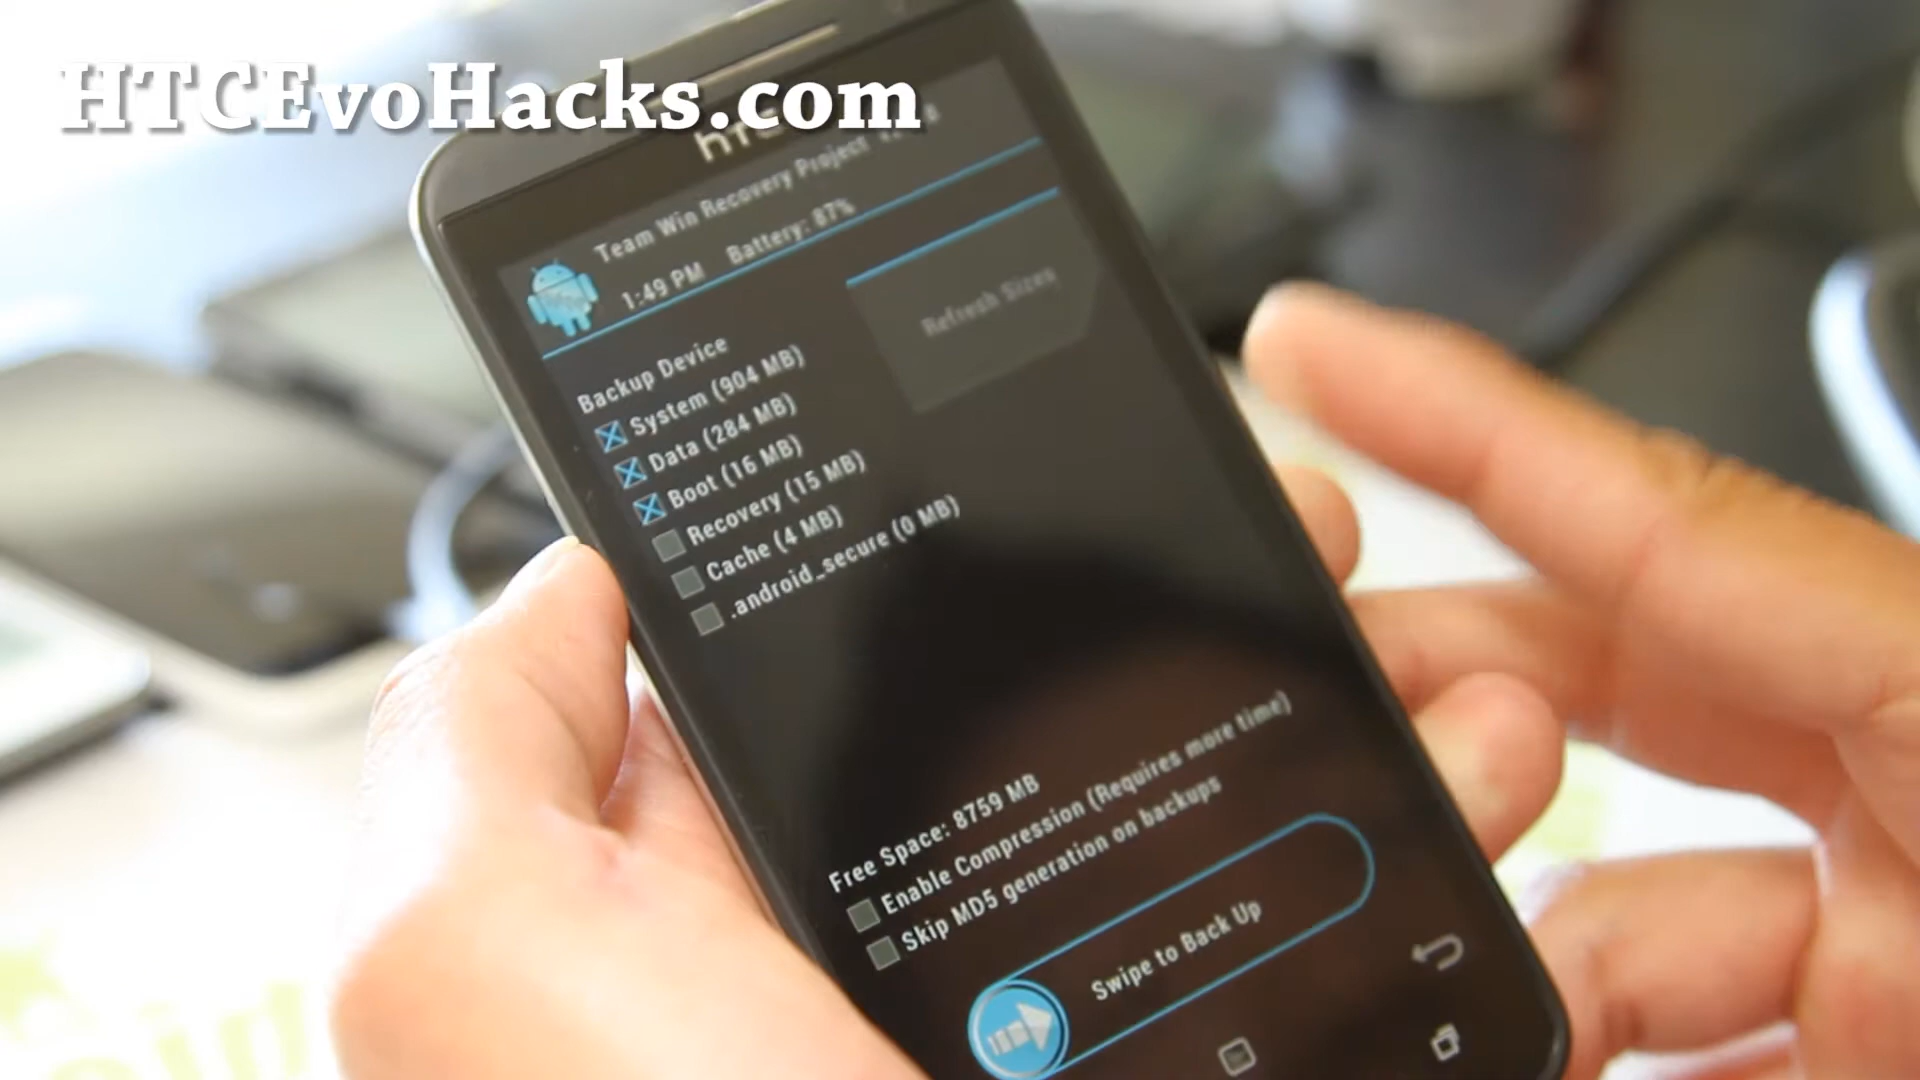 HTCEvoHacks.com
Team Win Recovery Project
1:49 PM Battery: 87%
Refresh Sizes
Backup Device
System (904 MB)
Data (284 MB)
Boot (16 MB)
Recovery (15 MB)
Cache (4 MB)
.android_secure (0 MB)
Free Space: 8759 MB
Enable Compression (Requires more time)
Skip MD5 generation on backups
Swipe to Back Up